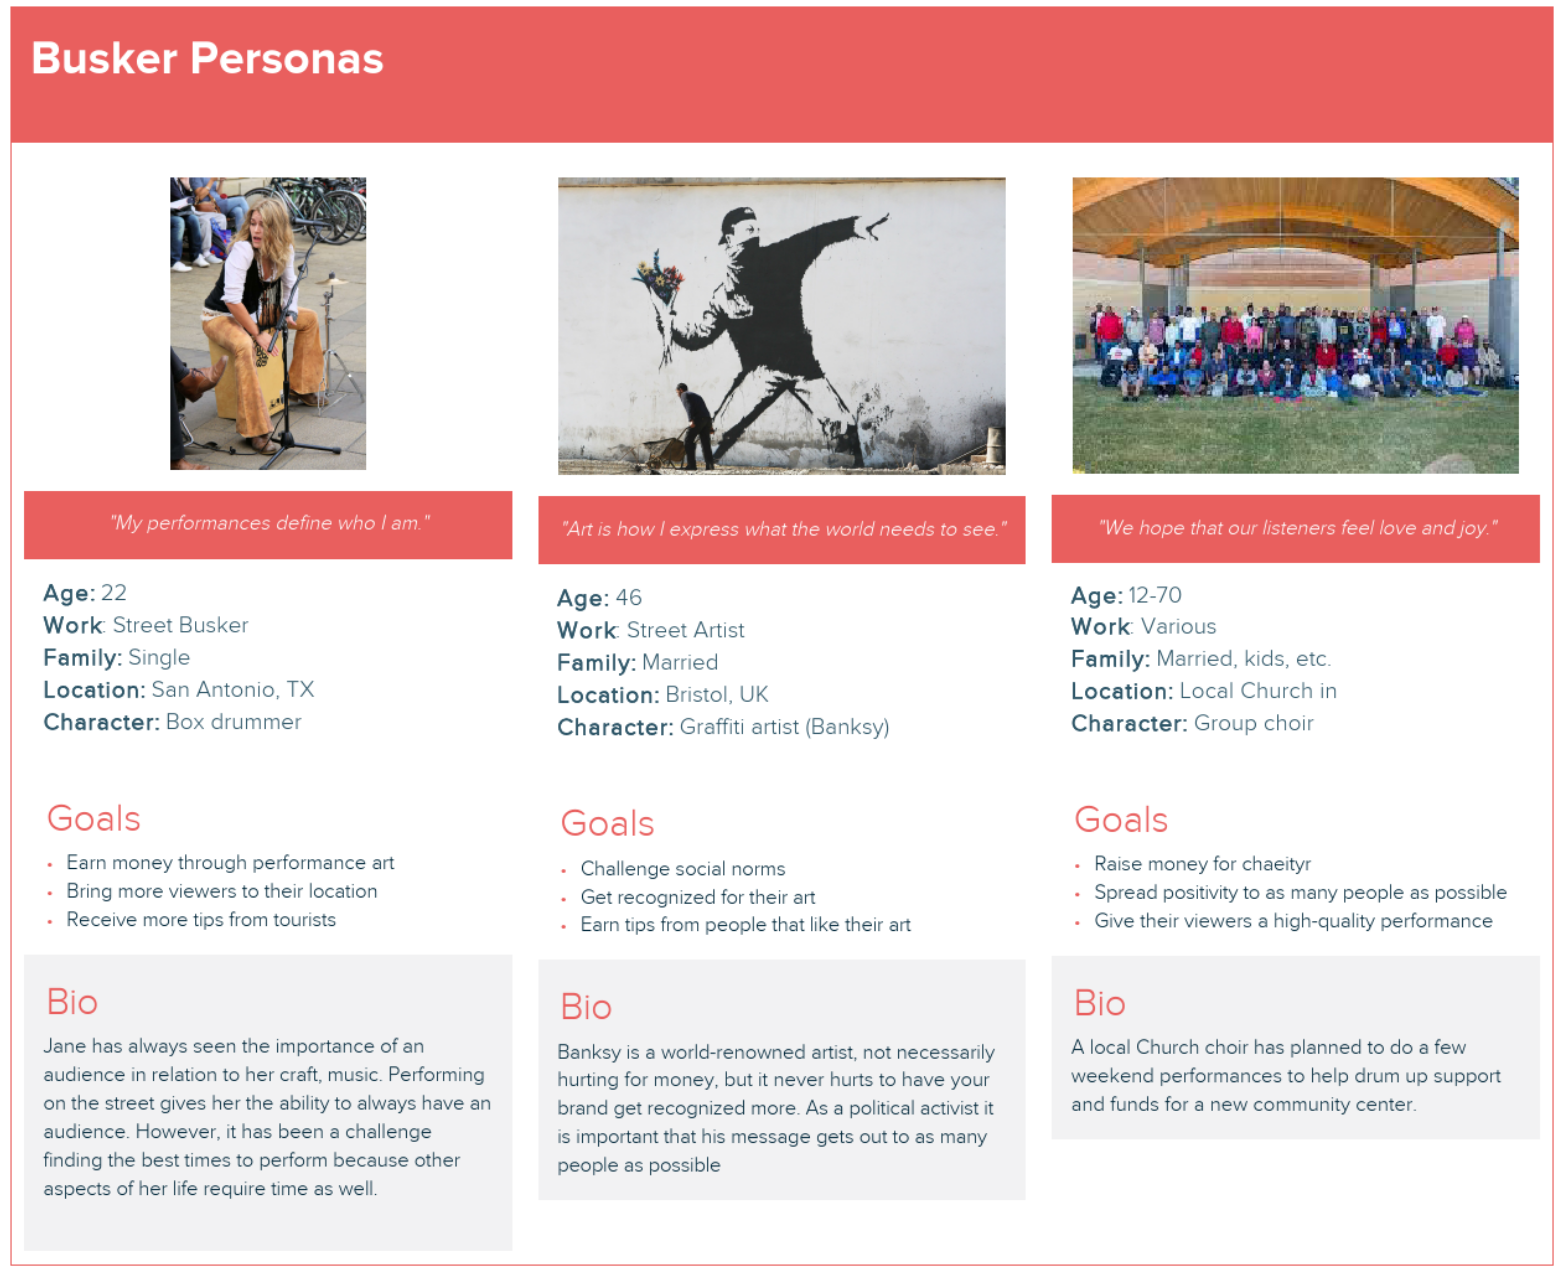 Busker Personas
"My performances define who I am."
Age: 22
Work: Street Busker
Family: Single
Location: San Antonio, TX
Character: Box drummer
Goals
• Earn money through performance art
• Bring more viewers to their location
• Receive more tips from tourists
Bio
Jane has always seen the importance of an
audience in relation to her craft, music. Performing
on the street gives her the ability to always have an
audience. However, it has been a challenge
finding the best times to perform because other
aspects of her life require time as well.
"Art is how I express what the world needs to see."
Age: 46
Work: Street Artist
Family: Married
Location: Bristol, UK
Character: Graffiti artist (Banksy)
Goals
• Challenge social norms
• Get recognized for their art
• Earn tips from people that like their art
Bio
Banksy is a world-renowned artist, not necessarily
hurting for money, but it never hurts to have your
brand get recognized more. As a political activist it
is important that his message gets out to as many
people as possible
"We hope that our listeners feel love and joy."
Age: 12-70
Work: Various
Family: Married, kids, etc.
Location: Local Church in
Character: Group choir
Goals
• Raise money for chaeityr
• Spread positivity to as many people as possible
• Give their viewers a high-quality performance
Bio
A local Church choir has planned to do a few
weekend performances to help drum up support
and funds for a new community center.